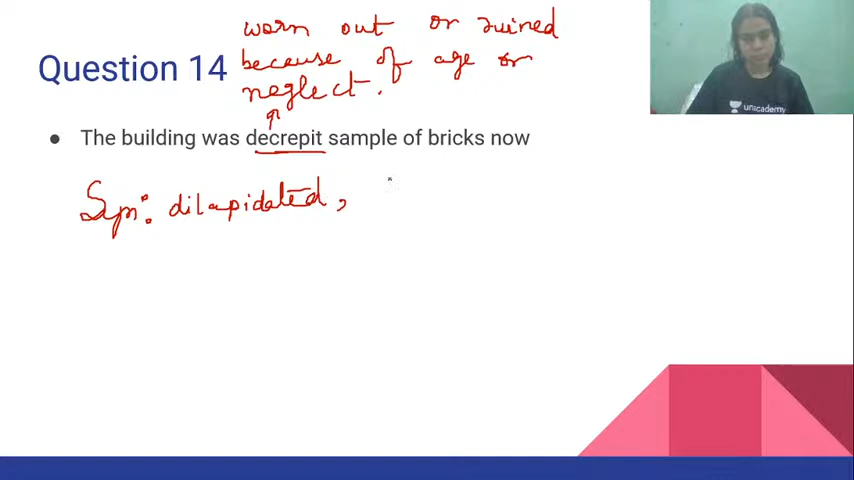 worn out or ruined
because of age or
neglect.
Question 14
unacademy
● The building was decrepit sample of bricks now
Syn: dilapidated,